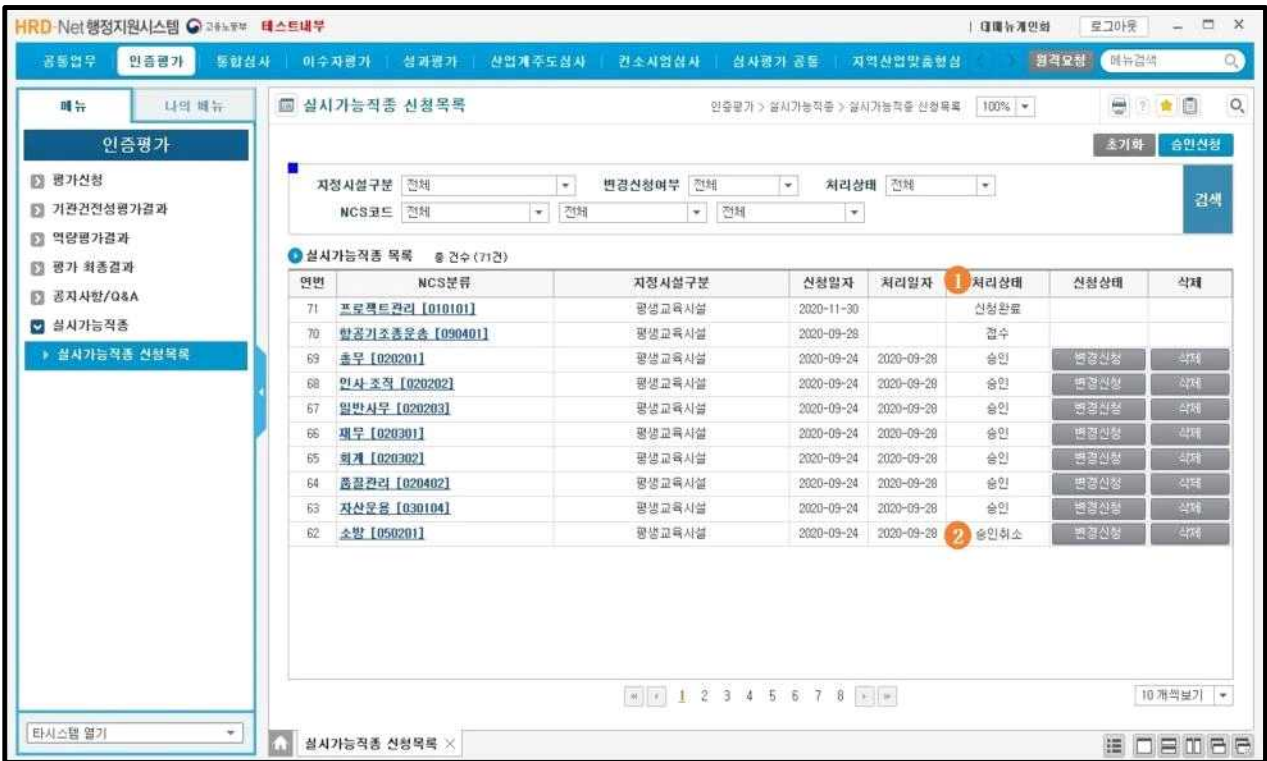 HRD-Net행정지원시스템 고용노동부 테스트내부
대메뉴개인화 로그아웃
공통업무 인증평가 통합심사 이수자평가 성과평가 산업계주도심사 컨소시엄심사 심사평가 공통 지역산업맞춤형심 원격요청 메뉴검색
메뉴 나의 메뉴
인증평가
평가신청
기관건전성평가결과
역량평가결과
평가 최종결과
공지사항/Q&A
실시가능직종
실시가능직종 신청목록
타시스템 열기
실시가능직종 신청목록
인증평가 > 실시가능직종 > 실시가능직종 신청목록 100%
초기화 승인신청
지정시설구분 전체 변경신청여부 전체 처리상태 전체
NCS코드 전체 전체 전체
검색
실시가능직종 목록 총 건수 (71건)
연번 NCS분류 지정시설구분 신청일자 처리일자 1 처리상태 신청상태 삭제
71 프로젝트관리 [010101] 평생교육시설 2020-11-30 신청완료
70 항공기조종운송 [090401] 평생교육시설 2020-09-28 접수
69 총무 [020201] 평생교육시설 2020-09-24 2020-09-28 승인 변경신청 삭제
68 인사·조직 [020202] 평생교육시설 2020-09-24 2020-09-28 승인 변경신청 삭제
67 일반사무 [020203] 평생교육시설 2020-09-24 2020-09-28 승인 변경신청 삭제
66 재무 [020301] 평생교육시설 2020-09-24 2020-09-28 승인 변경신청 삭제
65 회계 [020302] 평생교육시설 2020-09-24 2020-09-28 승인 변경신청 삭제
64 품질관리 [020402] 평생교육시설 2020-09-24 2020-09-28 승인 변경신청 삭제
63 자산운용 [030104] 평생교육시설 2020-09-24 2020-09-28 승인 변경신청 삭제
62 소방 [050201] 평생교육시설 2020-09-24 2020-09-28 2 승인취소 변경신청 삭제
1 2 3 4 5 6 7 8
10 개씩보기
실시가능직종 신청목록